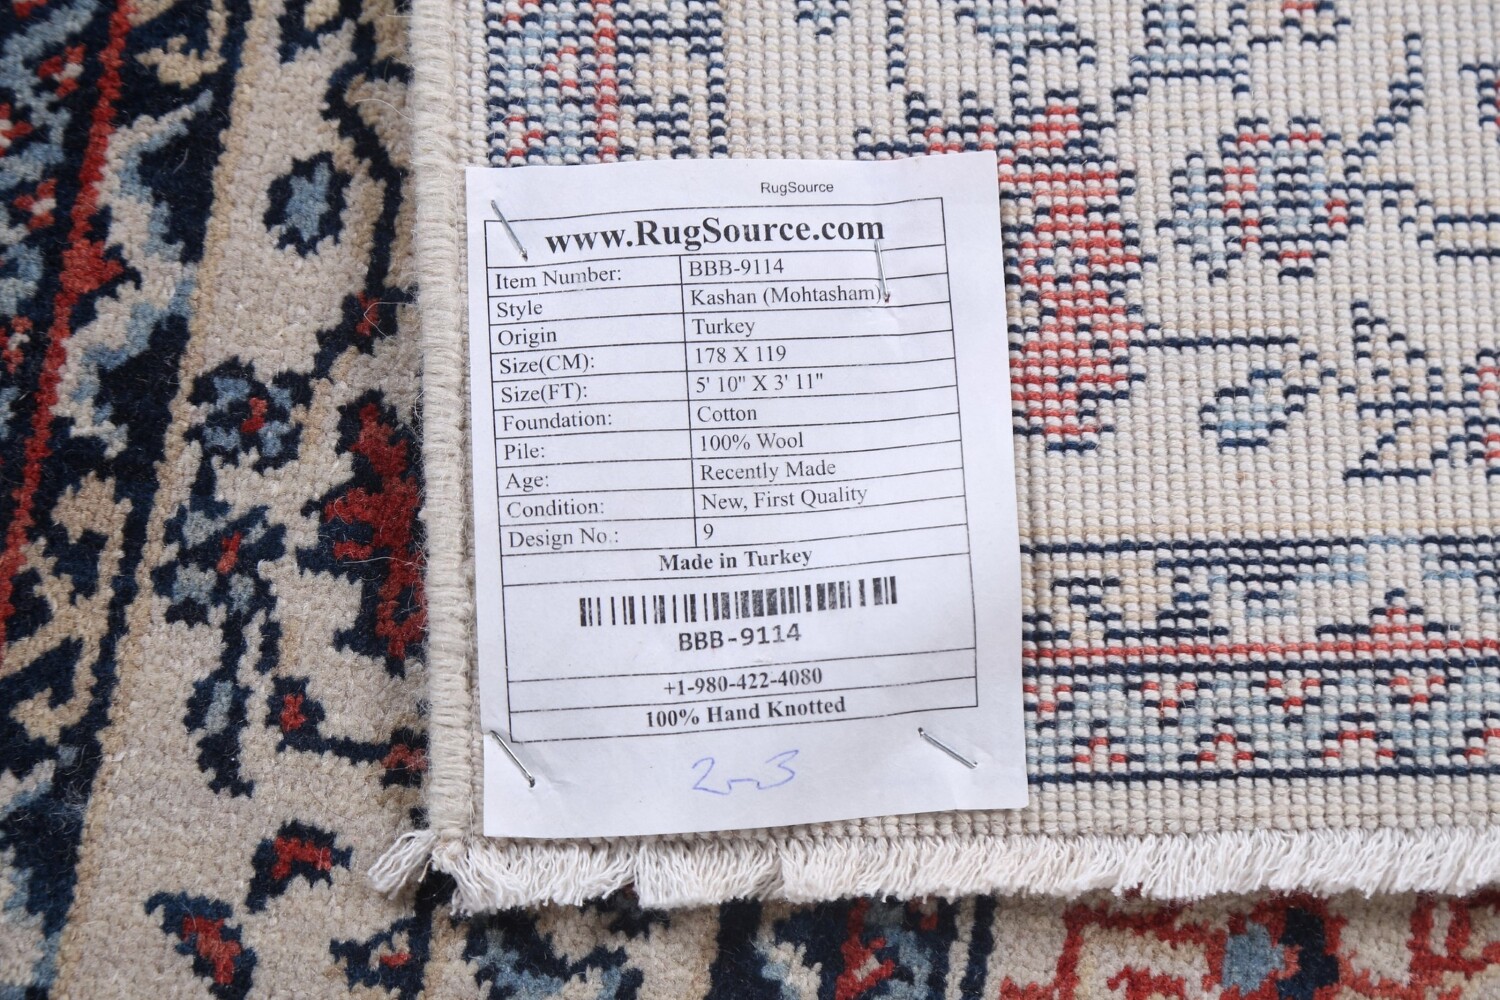 RugSource
www.RugSource.com
Item Number: BBB-9114
Style Kashan (Mohtasham)
Origin Turkey
Size(CM): 178 X 119
Size(FT): 5' 10" X 3' 11"
Foundation: Cotton
Pile: 100% Wool
Age: Recently Made
Condition: New, First Quality
Design No.: 9
Made in Turkey
BBB-9114
+1-980-422-4080
100% Hand Knotted
2-3